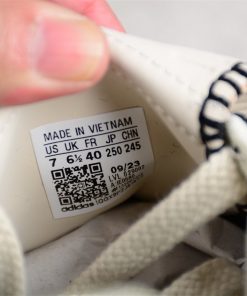 MADE IN VIETNAM
US UK FR JP CHN
7 6½ 40 250 245
09/23
adidas